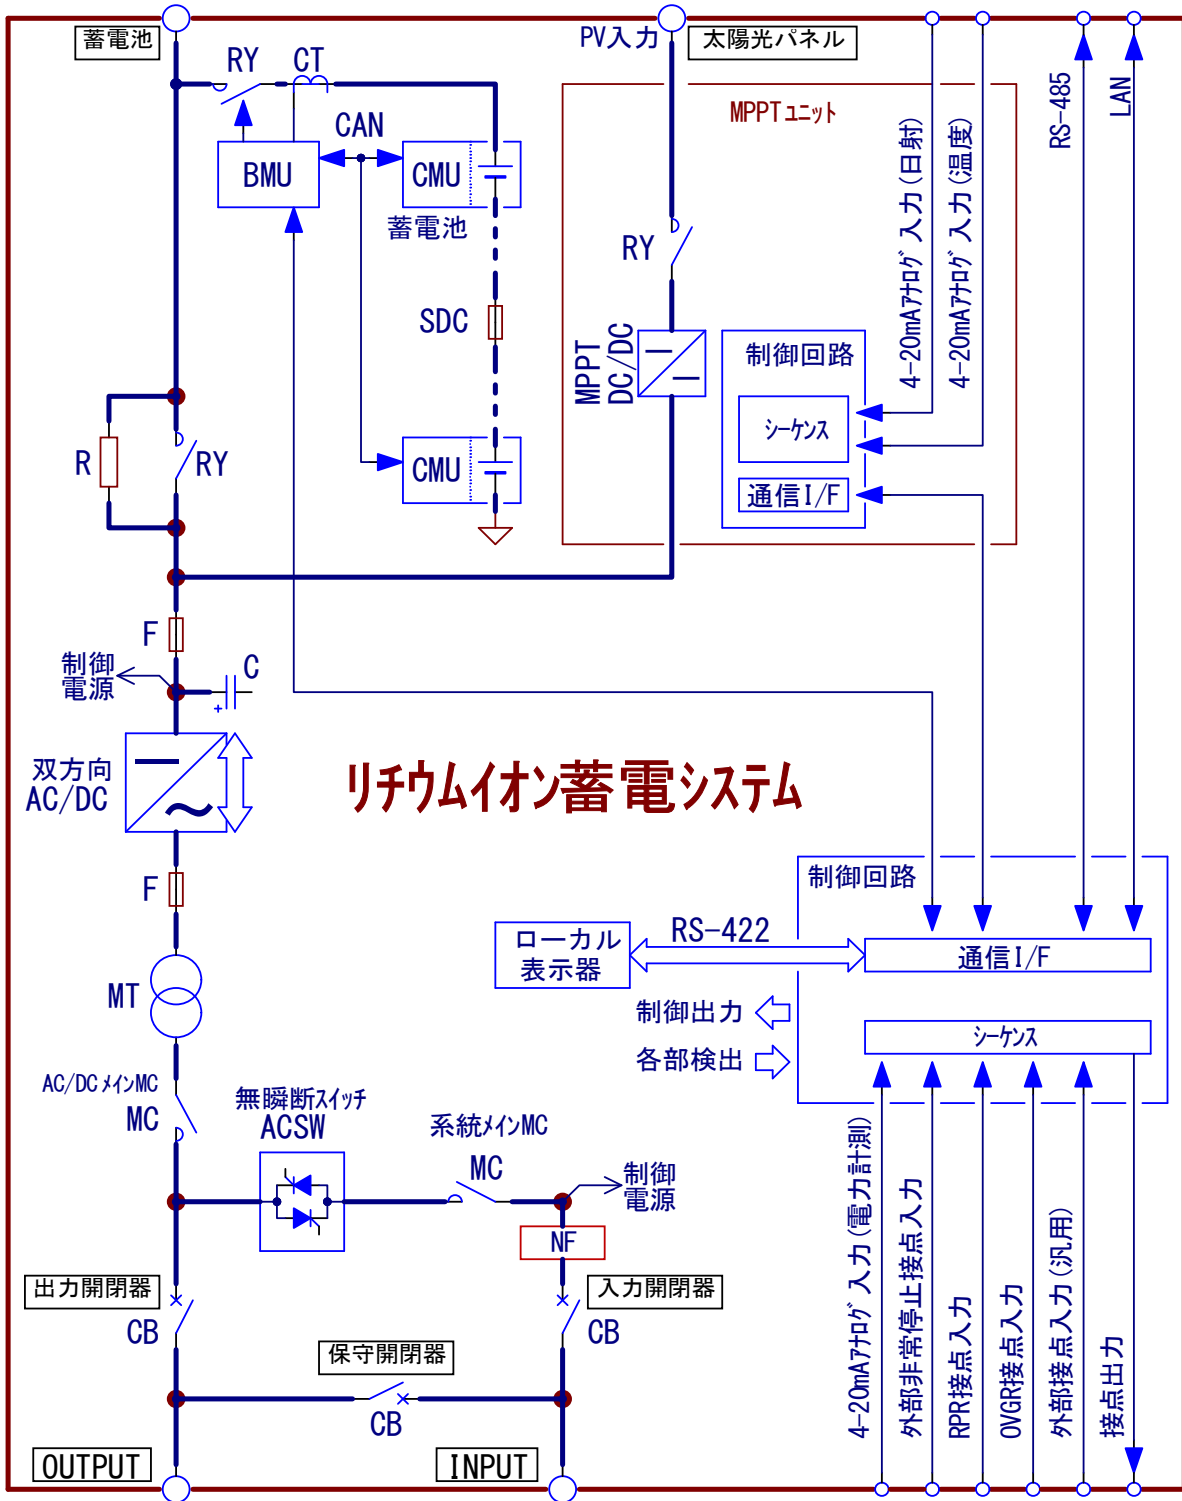 蓄電池
PV入力
太陽光パネル
RY
CT
MPPTユニット
CAN
BMU
CMU
蓄電池
4-20mAアナログ入力(日射)
4-20mAアナログ入力(温度)
RS-485
LAN
RY
SDC
MPPT
DC/DC
制御回路
シーケンス
通信I/F
R
RY
CMU
F
制御
電源
C
双方向
AC/DC
リチウムイオン蓄電システム
F
制御回路
ローカル
表示器
RS-422
通信I/F
MT
制御出力
シーケンス
各部検出
AC/DCメインMC
MC
無瞬断スイッチ
ACSW
系統メインMC
MC
制御
電源
NF
出力開閉器
CB
入力開閉器
CB
保守開閉器
CB
4-20mAアナログ入力(電力計測)
外部非常停止接点入力
RPR接点入力
OVGR接点入力
外部接点入力(汎用)
接点出力
OUTPUT
INPUT